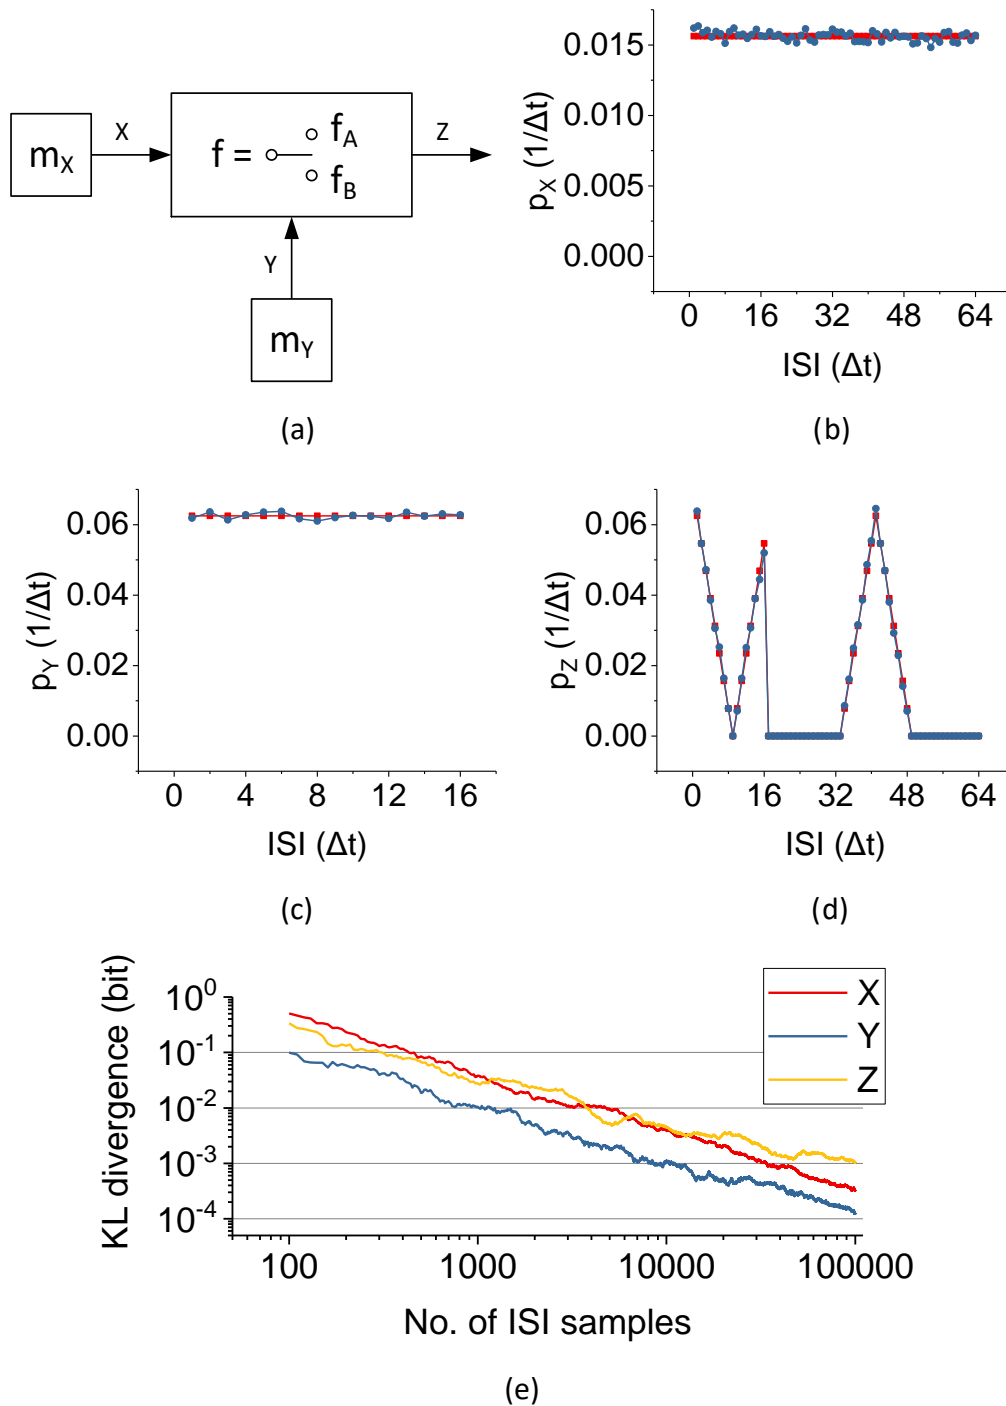 m_X
X
f =
f_A
f_B
Z
Y
m_Y
(a)
p_X (1/Δt)
0.015
0.010
0.005
0.000
0 16 32 48 64
ISI (Δt)
(b)
p_Y (1/Δt)
0.06
0.04
0.02
0.00
0 4 8 12 16
ISI (Δt)
(c)
p_Z (1/Δt)
0.06
0.04
0.02
0.00
0 16 32 48 64
ISI (Δt)
(d)
KL divergence (bit)
10^0
10^-1
10^-2
10^-3
10^-4
X
Y
Z
100 1000 10000 100000
No. of ISI samples
(e)